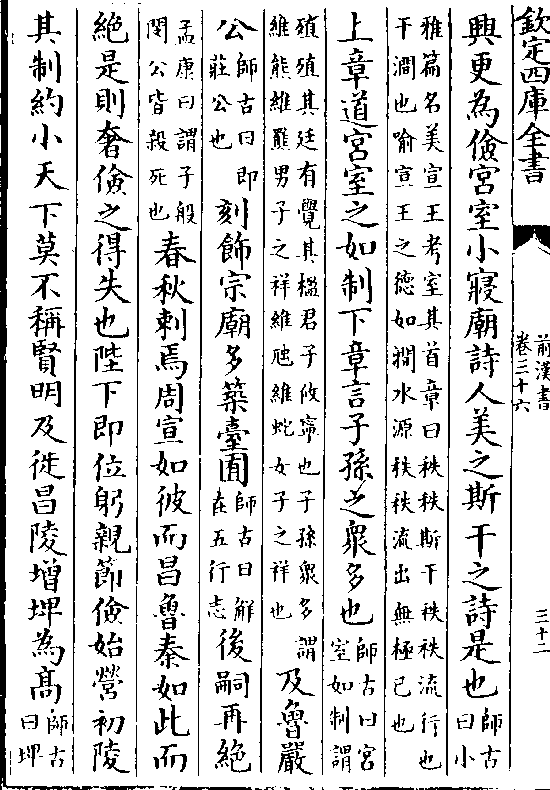 欽定四庫全書
前漢書
卷三十六
三十二
興更為儉宮室小寢廟詩人美之斯干之詩是也
師古
曰小
雅篇名美宣王考室其首章曰秩秩斯干秩秩流行也
干澗也喻宣王之德如澗水源秩秩流出無極已也
上章道宮室之如制下章言子孫之衆多也
師古曰宮
室如制謂
殖殖其廷有覺其楹君子攸寧也子孫衆多謂
維熊維羆男子之祥維虺維蛇女子之祥也
及魯嚴
公
師古曰即
莊公也
刻飾宗廟多築臺囿
師古曰解
在五行志
後嗣再絕
孟康曰謂子般
閔公皆殺死也
春秋刺焉周宣如彼而昌魯秦如此而
絶是則奢儉之得失也陛下即位躬親節儉始營初陵
其制約小天下莫不稱賢明及徙昌陵增埤為髙
師古
曰埤